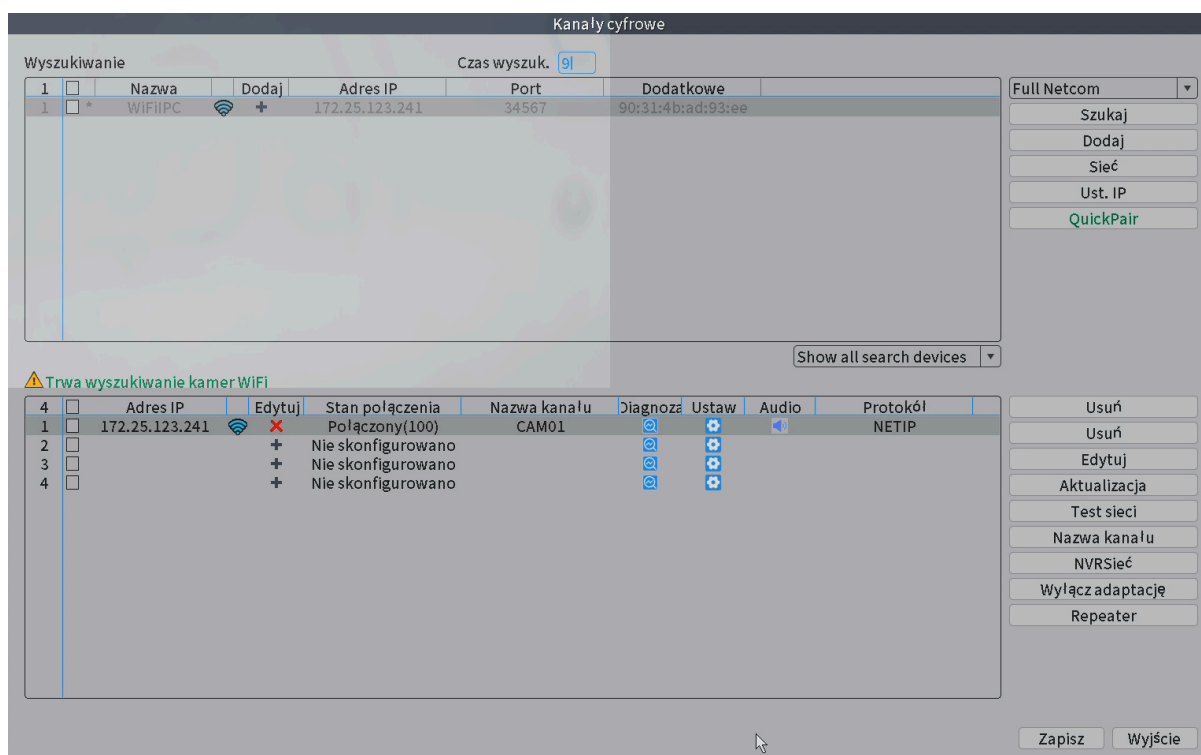 Kanały cyfrowe
Wyszukiwanie Czas wyszuk. 9
1 Nazwa Dodaj Adres IP Port Dodatkowe
1 * WiFiIPC + 172.25.123.241 34567 90:31:4b:ad:93:ee
Full Netcom
Szukaj
Dodaj
Sieć
Ust. IP
QuickPair
Show all search devices
Trwa wyszukiwanie kamer WiFi
4 Adres IP Edytuj Stan połączenia Nazwa kanału Diagnoza Ustaw Audio Protokół
1 172.25.123.241 Połączony(100) CAM01 NETIP
2 + Nie skonfigurowano
3 + Nie skonfigurowano
4 + Nie skonfigurowano
Usuń
Usuń
Edytuj
Aktualizacja
Test sieci
Nazwa kanału
NVRSieć
Wyłącz adaptację
Repeater
Zapisz Wyjście